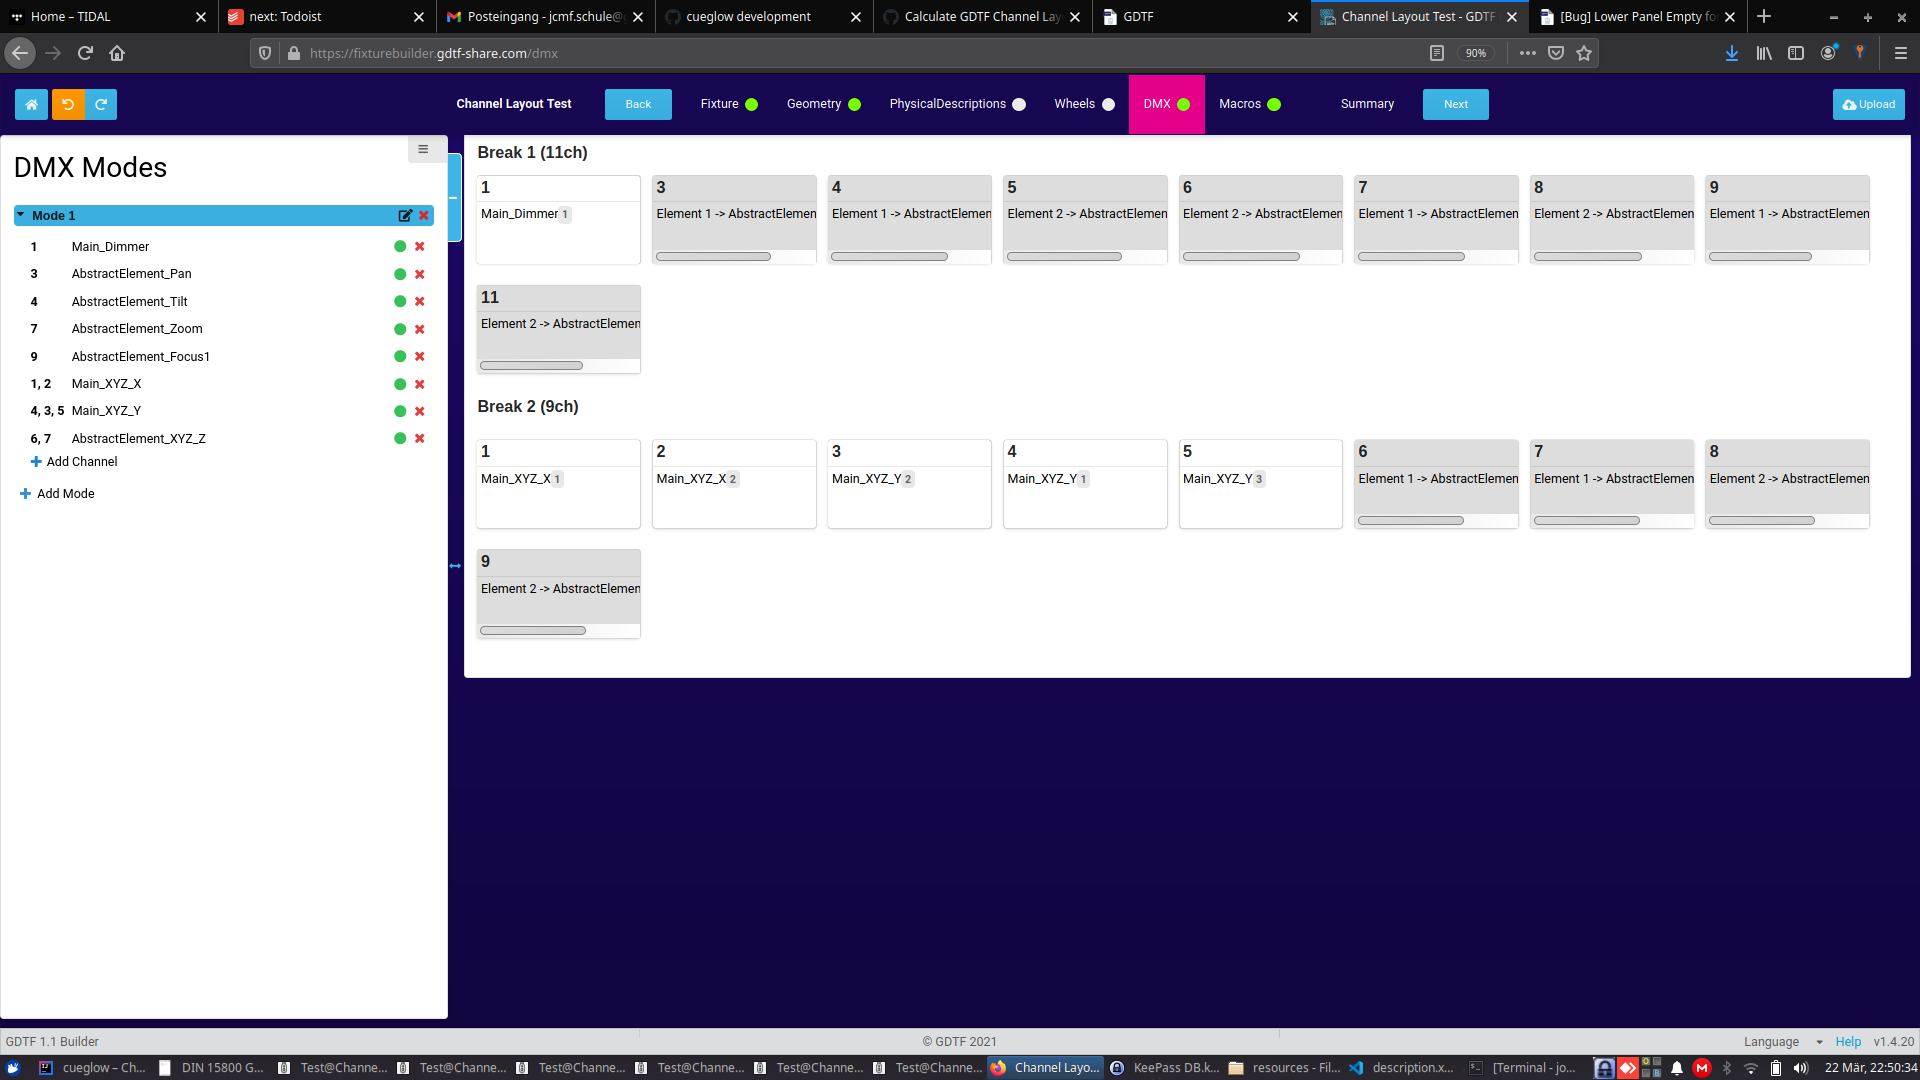 Home – TIDAL
next: Todoist
Posteingang - jcmf.schule@
cueglow development
Calculate GDTF Channel Lay
GDTF
Channel Layout Test - GDTF
[Bug] Lower Panel Empty fo
https://fixturebuilder.gdtf-share.com/dmx
90%
Channel Layout Test
Back
Fixture
Geometry
PhysicalDescriptions
Wheels
DMX
Macros
Summary
Next
Upload
DMX Modes
Mode 1
1 Main_Dimmer
3 AbstractElement_Pan
4 AbstractElement_Tilt
7 AbstractElement_Zoom
9 AbstractElement_Focus1
1, 2 Main_XYZ_X
4, 3, 5 Main_XYZ_Y
6, 7 AbstractElement_XYZ_Z
Add Channel
Add Mode
Break 1 (11ch)
1
Main_Dimmer 1
3
Element 1 -> AbstractElemen
4
Element 1 -> AbstractElemen
5
Element 2 -> AbstractElemen
6
Element 2 -> AbstractElemen
7
Element 1 -> AbstractElemen
8
Element 2 -> AbstractElemen
9
Element 1 -> AbstractElemen
11
Element 2 -> AbstractElemen
Break 2 (9ch)
1
Main_XYZ_X 1
2
Main_XYZ_X 2
3
Main_XYZ_Y 2
4
Main_XYZ_Y 1
5
Main_XYZ_Y 3
6
Element 1 -> AbstractElemen
7
Element 1 -> AbstractElemen
8
Element 2 -> AbstractElemen
9
Element 2 -> AbstractElemen
GDTF 1.1 Builder
© GDTF 2021
Language
Help
v1.4.20
cueglow – Ch...
DIN 15800 G...
Test@Channe...
Test@Channe...
Test@Channe...
Test@Channe...
Test@Channe...
Test@Channe...
Channel Layo...
KeePass DB.k...
resources - Fil...
description.x...
[Terminal - jo...
22 Mär, 22:50:34